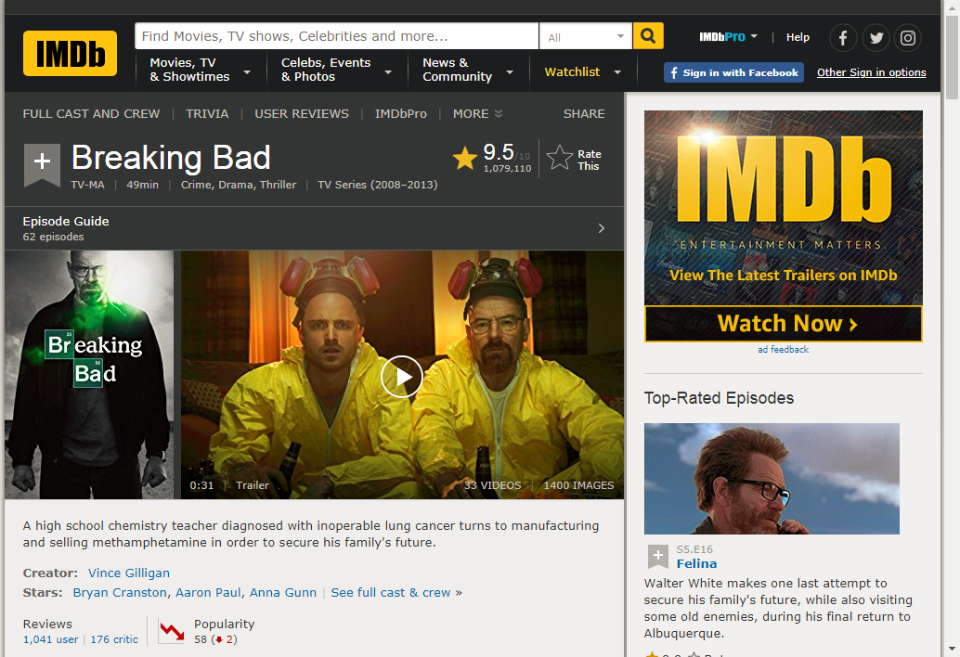 IMDb
Find Movies, TV shows, Celebrities and more...
All
IMDbPro
|
Help
Movies, TV
& Showtimes
Celebs, Events
& Photos
News &
Community
Watchlist
f Sign in with Facebook
Other Sign in options
FULL CAST AND CREW | TRIVIA | USER REVIEWS | IMDbPro | MORE
SHARE
Breaking Bad
TV-MA | 49min | Crime, Drama, Thriller | TV Series (2008–2013)
9.5/10
1,079,110
Rate
This
Episode Guide
62 episodes
Breaking
Bad
0:31 | Trailer
33 VIDEOS | 1400 IMAGES
A high school chemistry teacher diagnosed with inoperable lung cancer turns to manufacturing
and selling methamphetamine in order to secure his family's future.
Creator: Vince Gilligan
Stars: Bryan Cranston, Aaron Paul, Anna Gunn | See full cast & crew »
Reviews
1,041 user | 176 critic
Popularity
58 (2)
IMDb
ENTERTAINMENT MATTERS.
View The Latest Trailers on IMDb
Watch Now ›
ad feedback
Top-Rated Episodes
S5.E16
Felina
Walter White makes one last attempt to
secure his family's future, while also visiting
some old enemies, during his final return to
Albuquerque.